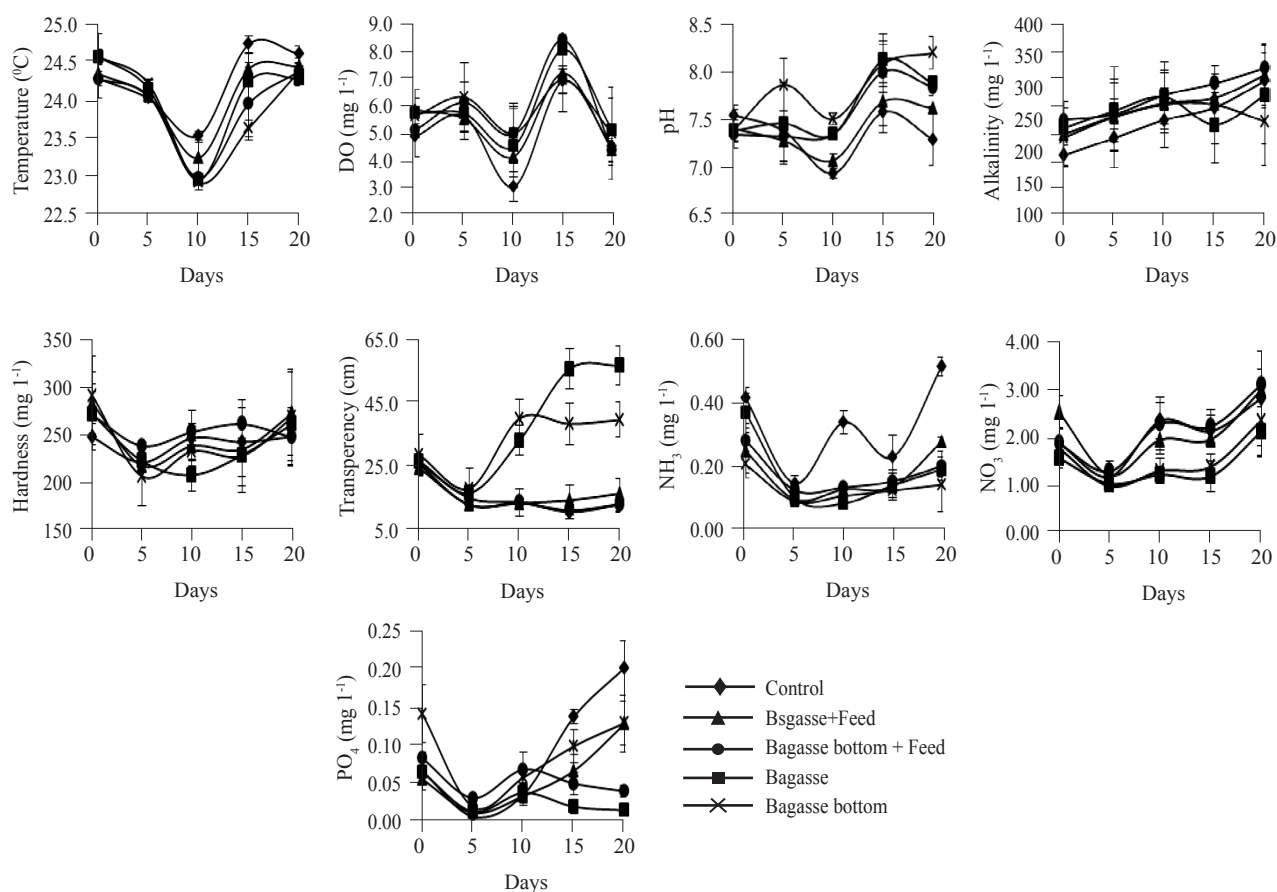 Temperature (⁰C)
25.0
24.5
24.0
23.5
23.0
22.5
0 5 10 15 20
Days
DO (mg 1⁻¹)
9.0
8.0
7.0
6.0
5.0
4.0
3.0
2.0
0 5 10 15 20
Days
pH
8.5
8.0
7.5
7.0
6.5
0 5 10 15 20
Days
Alkalinity (mg 1⁻¹)
400
350
300
250
200
150
100
0 5 10 15 20
Days
Hardness (mg 1⁻¹)
350
300
250
200
150
0 5 10 15 20
Days
Transperency (cm)
65.0
45.0
25.0
5.0
0 5 10 15 20
Days
NH₃ (mg 1⁻¹)
0.60
0.40
0.20
0.00
0 5 10 15 20
Days
NO₃ (mg 1⁻¹)
4.00
3.00
2.00
1.00
0.00
0 5 10 15 20
Days
PO₄ (mg 1⁻¹)
0.25
0.20
0.15
0.10
0.05
0.00
0 5 10 15 20
Days
Control
Bsgasse+Feed
Bagasse bottom + Feed
Bagasse
Bagasse bottom